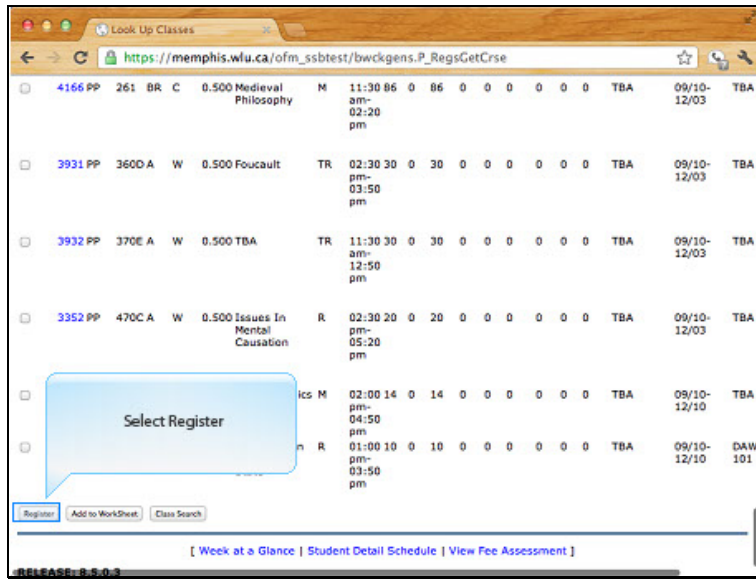 Look Up Classes
https://memphis.wlu.ca/ofm_ssbtest/bwckgens.P_RegsGetCrse
4166 PP 261 BR C 0.500 Medieval M 11:30 86 0 86 0 0 0 0 0 0 TBA 09/10- TBA
Philosophy am- 12/03
02:20
pm
3931 PP 360D A W 0.500 Foucault TR 02:30 30 0 30 0 0 0 0 0 0 TBA 09/10- TBA
pm- 12/03
03:50
pm
3932 PP 370E A W 0.500 TBA TR 11:30 30 0 30 0 0 0 0 0 0 TBA 09/10- TBA
am- 12/03
12:50
pm
3352 PP 470C A W 0.500 Issues In R 02:30 20 0 20 0 0 0 0 0 0 TBA 09/10- TBA
Mental pm- 12/03
Causation 05:20
pm
ics M 02:00 14 0 14 0 0 0 0 0 0 TBA 09/10- TBA
pm- 12/10
04:50
pm
Select Register
n R 01:00 10 0 10 0 0 0 0 0 0 TBA 09/10- DAW
pm- 12/10 101
03:50
pm
Register Add to WorkSheet Class Search
[ Week at a Glance | Student Detail Schedule | View Fee Assessment ]
RELEASE: 8.5.0.3